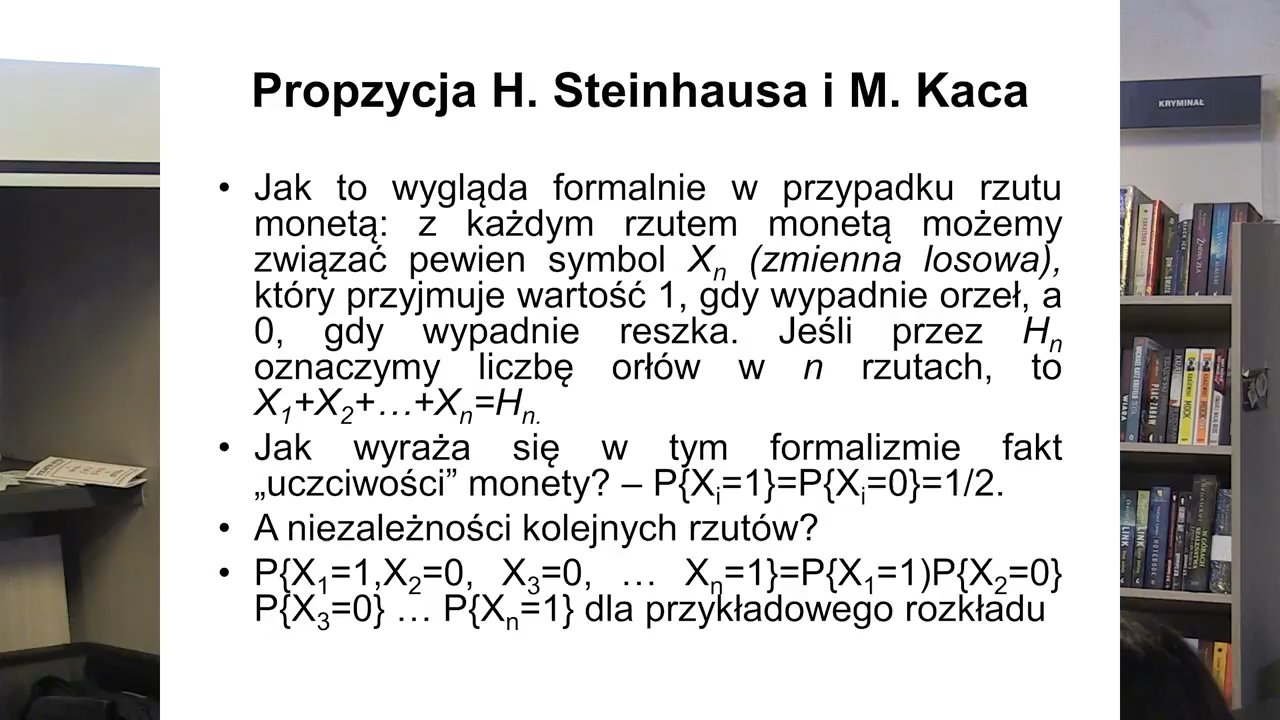 Propzycja H. Steinhausa i M. Kaca
• Jak to wygląda formalnie w przypadku rzutu
monetą: z każdym rzutem monetą możemy
związać pewien symbol Xn (zmienna losowa),
który przyjmuje wartość 1, gdy wypadnie orzeł, a
0, gdy wypadnie reszka. Jeśli przez Hn
oznaczymy liczbę orłów w n rzutach, to
X1+X2+…+Xn=Hn.
• Jak wyraża się w tym formalizmie fakt
„uczciwości” monety? – P{Xi=1}=P{Xi=0}=1/2.
• A niezależności kolejnych rzutów?
• P{X1=1,X2=0, X3=0, … Xn=1}=P{X1=1)P{X2=0}
P{X3=0} … P{Xn=1} dla przykładowego rozkładu
KRYMINAŁ